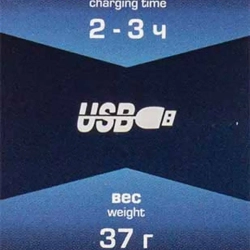 charging time
2 - 3 ч
USB
вес
weight
37 г